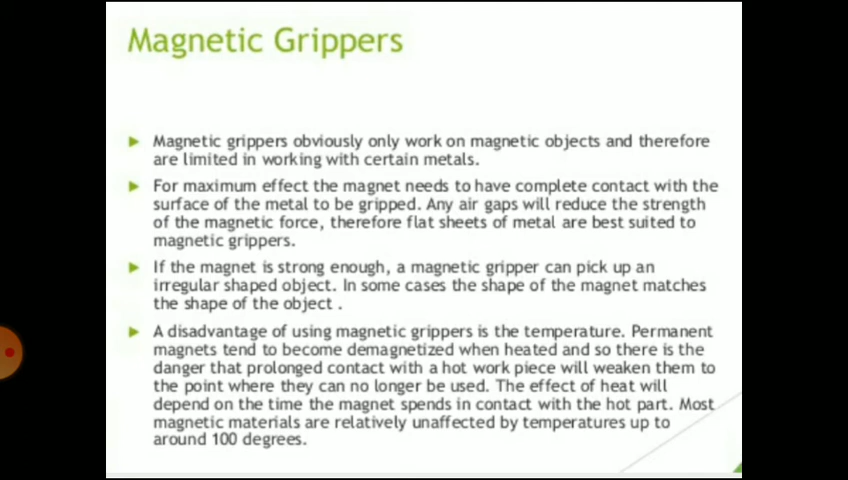 Magnetic Grippers
Magnetic grippers obviously only work on magnetic objects and therefore
are limited in working with certain metals.
For maximum effect the magnet needs to have complete contact with the
surface of the metal to be gripped. Any air gaps will reduce the strength
of the magnetic force, therefore flat sheets of metal are best suited to
magnetic grippers.
If the magnet is strong enough, a magnetic gripper can pick up an
irregular shaped object. In some cases the shape of the magnet matches
the shape of the object .
A disadvantage of using magnetic grippers is the temperature. Permanent
magnets tend to become demagnetized when heated and so there is the
danger that prolonged contact with a hot work piece will weaken them to
the point where they can no longer be used. The effect of heat will
depend on the time the magnet spends in contact with the hot part. Most
magnetic materials are relatively unaffected by temperatures up to
around 100 degrees.